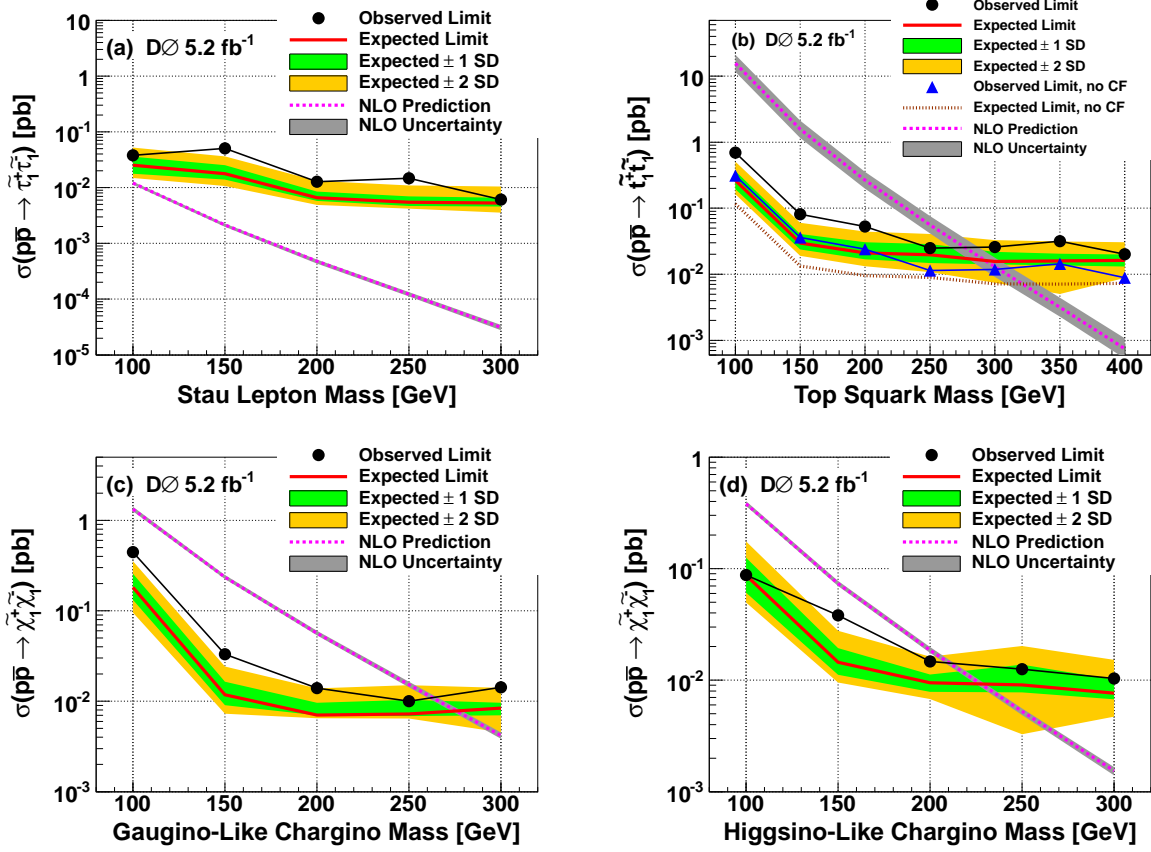 Observed Limit
Expected Limit
Expected ± 1 SD
Expected ± 2 SD
NLO Prediction
NLO Uncertainty
(a) DØ 5.2 fb⁻¹
σ(pp̄ → τ̃₁⁺τ̃₁⁻) [pb]
10
1
10⁻¹
10⁻²
10⁻³
10⁻⁴
10⁻⁵
100 150 200 250 300
Stau Lepton Mass [GeV]
Observed Limit
Expected Limit
Expected ± 1 SD
Expected ± 2 SD
Observed Limit, no CF
Expected Limit, no CF
NLO Prediction
NLO Uncertainty
(b) DØ 5.2 fb⁻¹
σ(pp̄ → t̃₁⁺t̃₁⁻) [pb]
10
1
10⁻¹
10⁻²
10⁻³
100 150 200 250 300 350 400
Top Squark Mass [GeV]
Observed Limit
Expected Limit
Expected ± 1 SD
Expected ± 2 SD
NLO Prediction
NLO Uncertainty
(c) DØ 5.2 fb⁻¹
σ(pp̄ → χ̃₁⁺χ̃₁⁻) [pb]
1
10⁻¹
10⁻²
10⁻³
100 150 200 250 300
Gaugino-Like Chargino Mass [GeV]
Observed Limit
Expected Limit
Expected ± 1 SD
Expected ± 2 SD
NLO Prediction
NLO Uncertainty
(d) DØ 5.2 fb⁻¹
σ(pp̄ → χ̃₁⁺χ̃₁⁻) [pb]
1
10⁻¹
10⁻²
10⁻³
100 150 200 250 300
Higgsino-Like Chargino Mass [GeV]